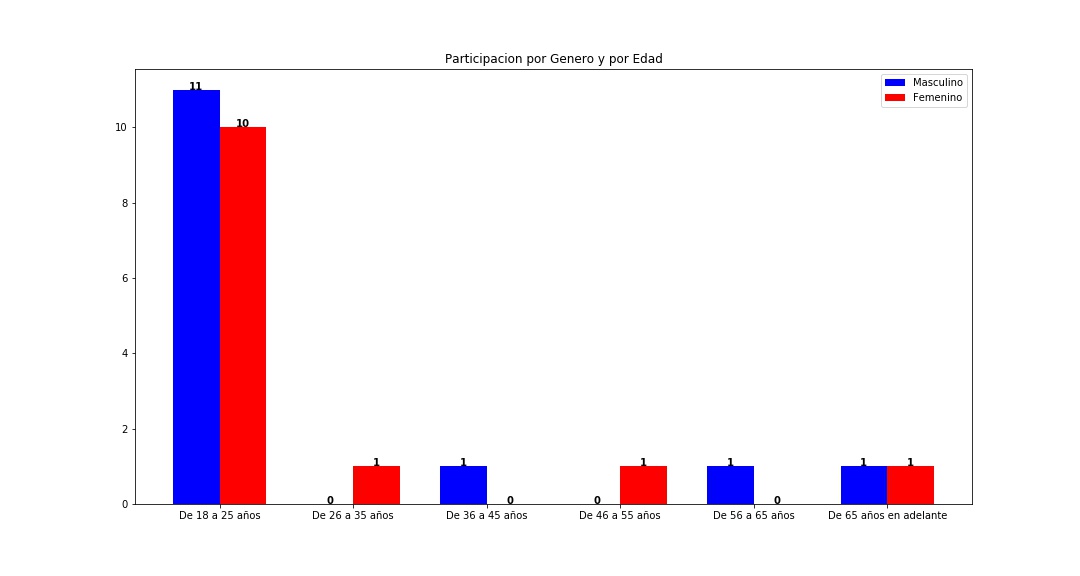 Participacion por Genero y por Edad
Masculino
Femenino
10
8
6
4
2
0
11
10
0
1
1
0
0
1
1
0
1
1
De 18 a 25 años
De 26 a 35 años
De 36 a 45 años
De 46 a 55 años
De 56 a 65 años
De 65 años en adelante